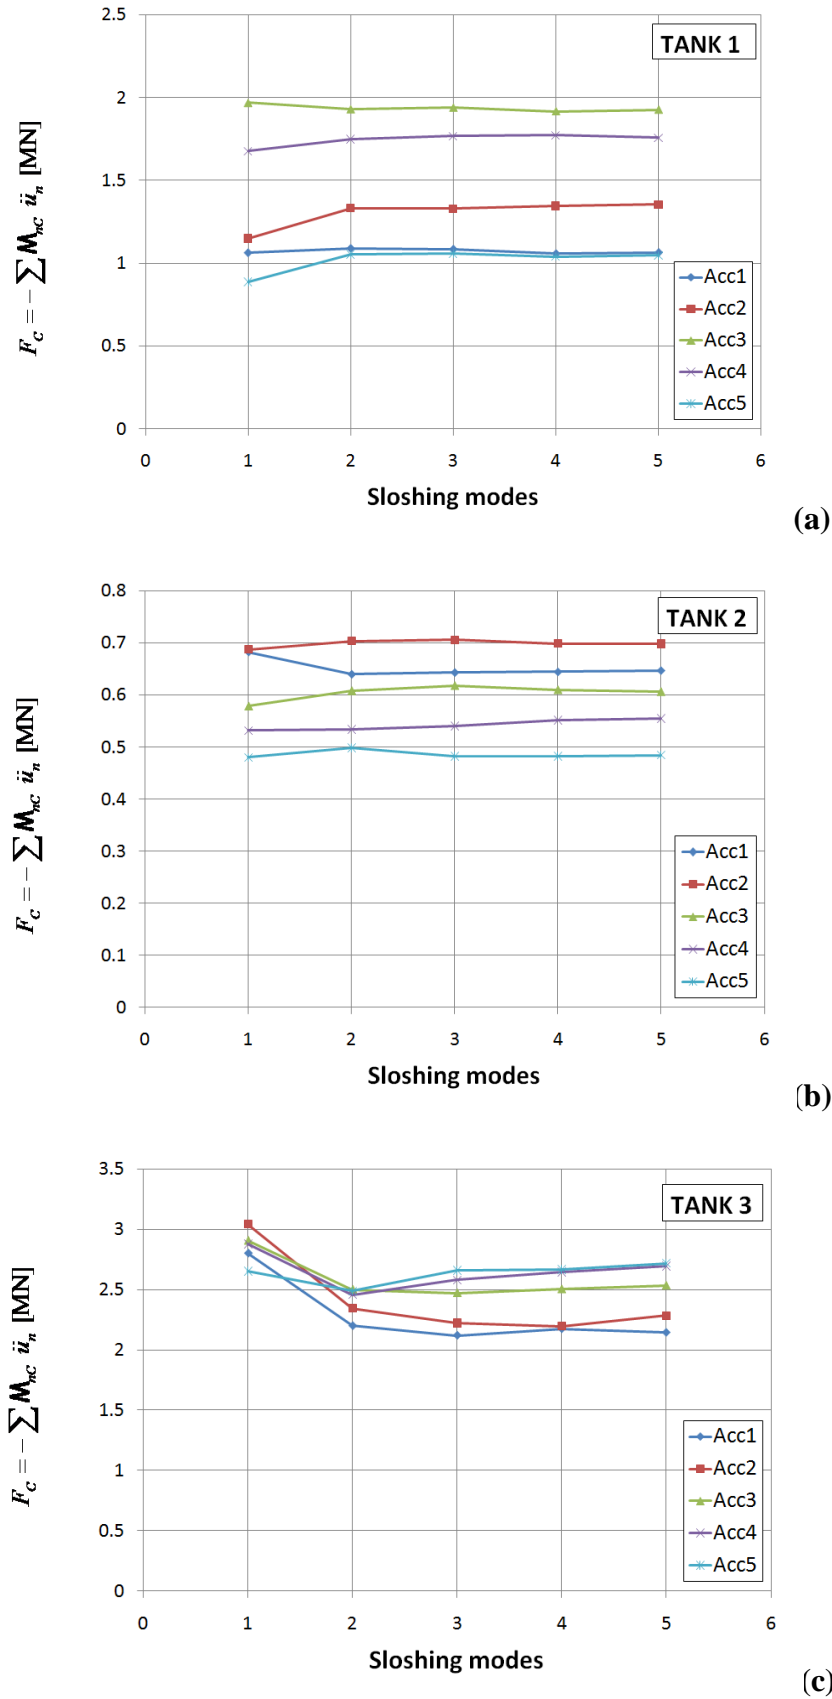 TANK 1
F_C = -∑ M_nC ü_n [MN]
2.5
2
1.5
1
0.5
0
0 1 2 3 4 5 6
Sloshing modes
Acc1
Acc2
Acc3
Acc4
Acc5
(a)
TANK 2
F_C = -∑ M_nC ü_n [MN]
0.8
0.7
0.6
0.5
0.4
0.3
0.2
0.1
0
0 1 2 3 4 5 6
Sloshing modes
Acc1
Acc2
Acc3
Acc4
Acc5
(b)
TANK 3
F_C = -∑ M_nC ü_n [MN]
3.5
3
2.5
2
1.5
1
0.5
0
0 1 2 3 4 5 6
Sloshing modes
Acc1
Acc2
Acc3
Acc4
Acc5
(c)